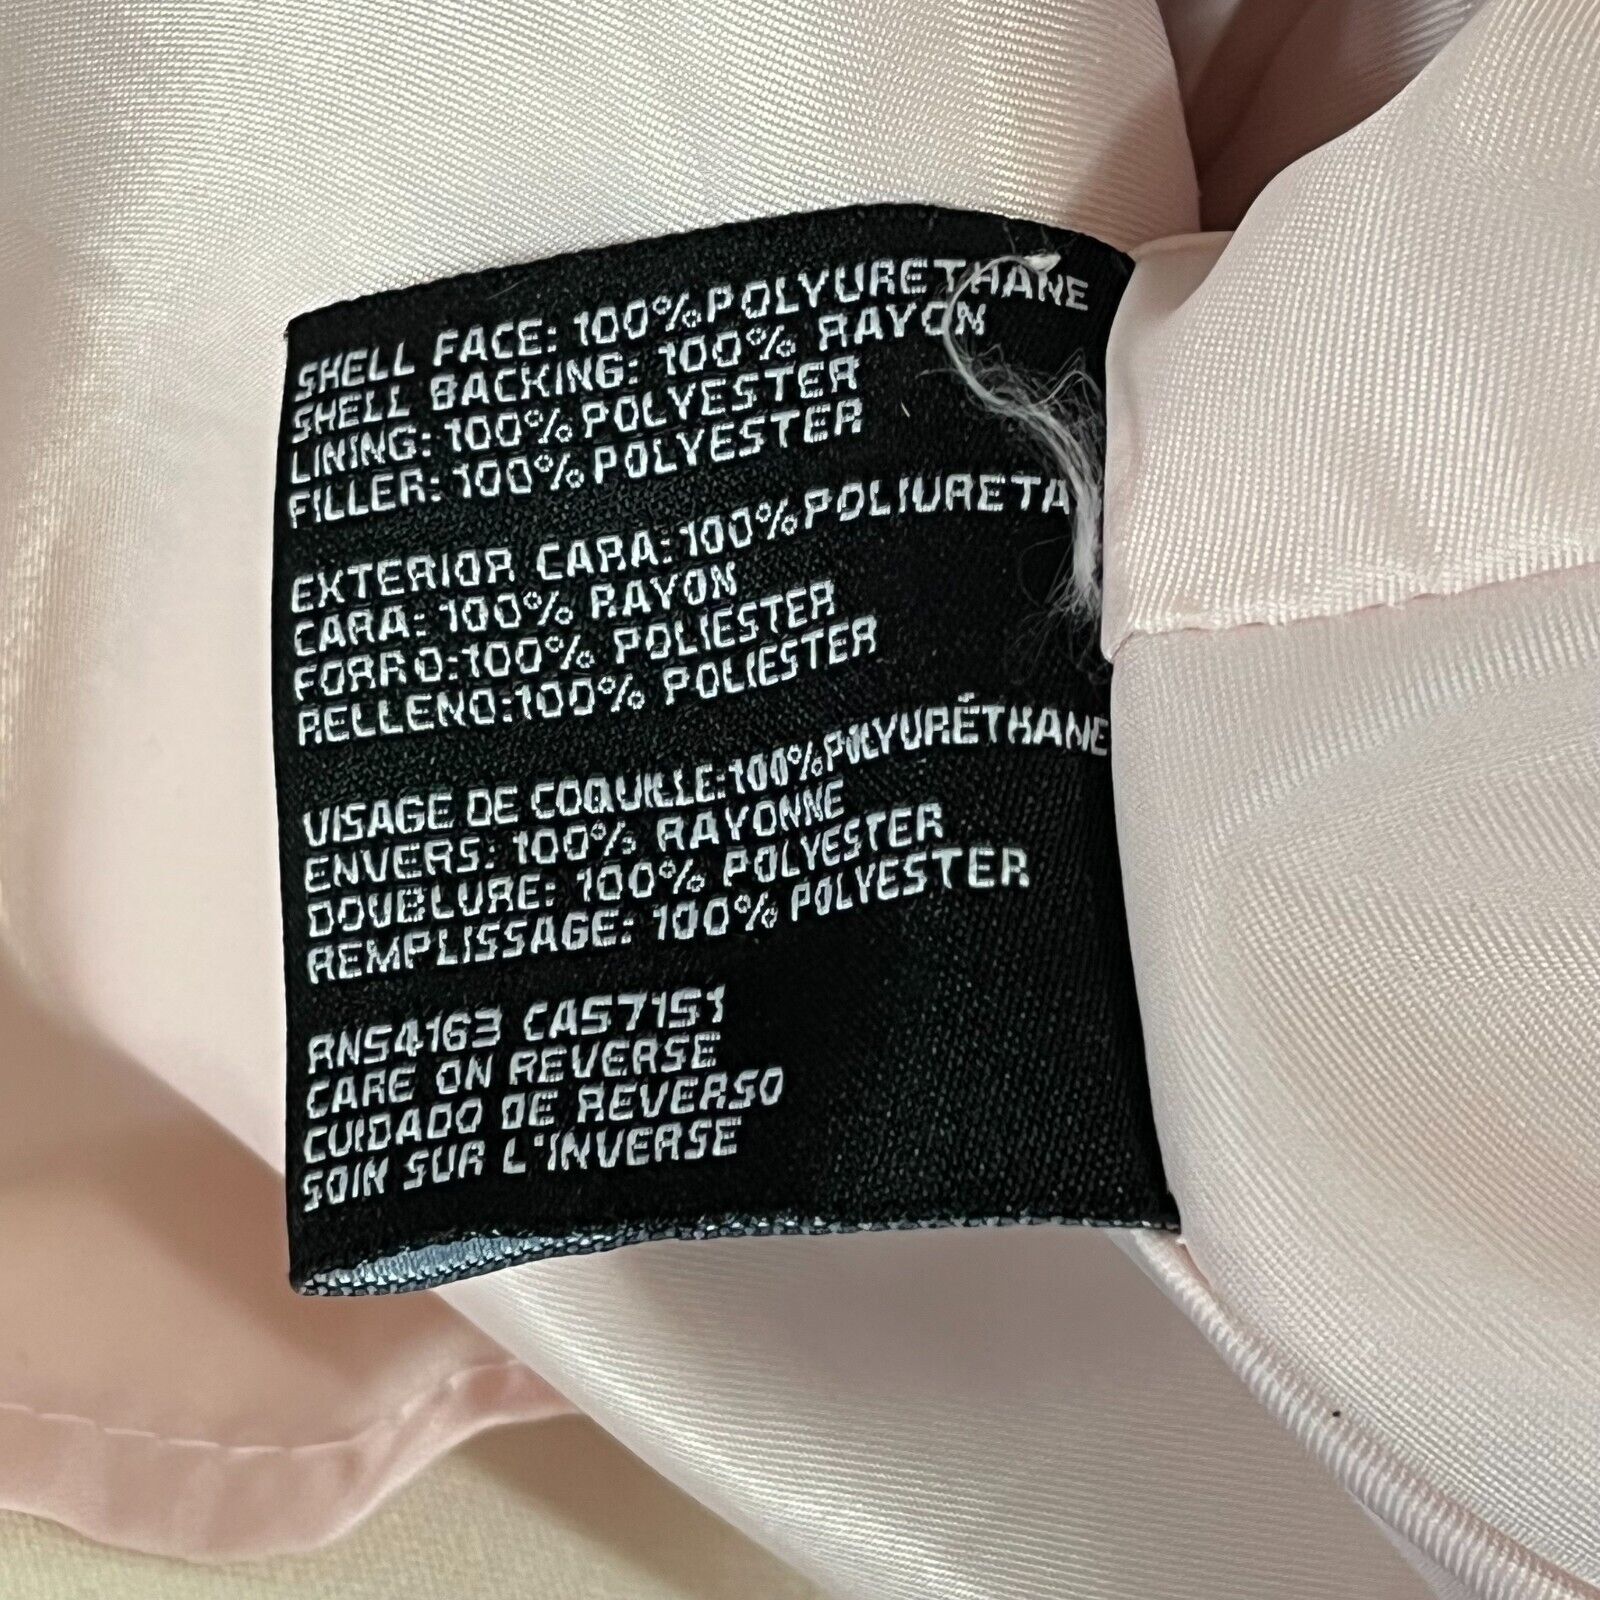 SHELL FACE: 100%POLYURETHANE
SHELL BACKING: 100% RAYON
LINING: 100%POLYESTER
FILLER: 100%POLYESTER
EXTERIOR CARA:100%POLIURETA
CARA: 100% RAYON
FORRO:100% POLIESTER
RELLENO:100% POLIESTER
VISAGE DE COQUILLE:100%POLYURÉTHANE
ENVERS: 100% RAYONNE
DOUBLURE: 100% POLYESTER
REMPLISSAGE: 100% POLYESTER
RN54163 CA57151
CARE ON REVERSE
CUIDADO DE REVERSO
SOIN SUR L'INVERSE